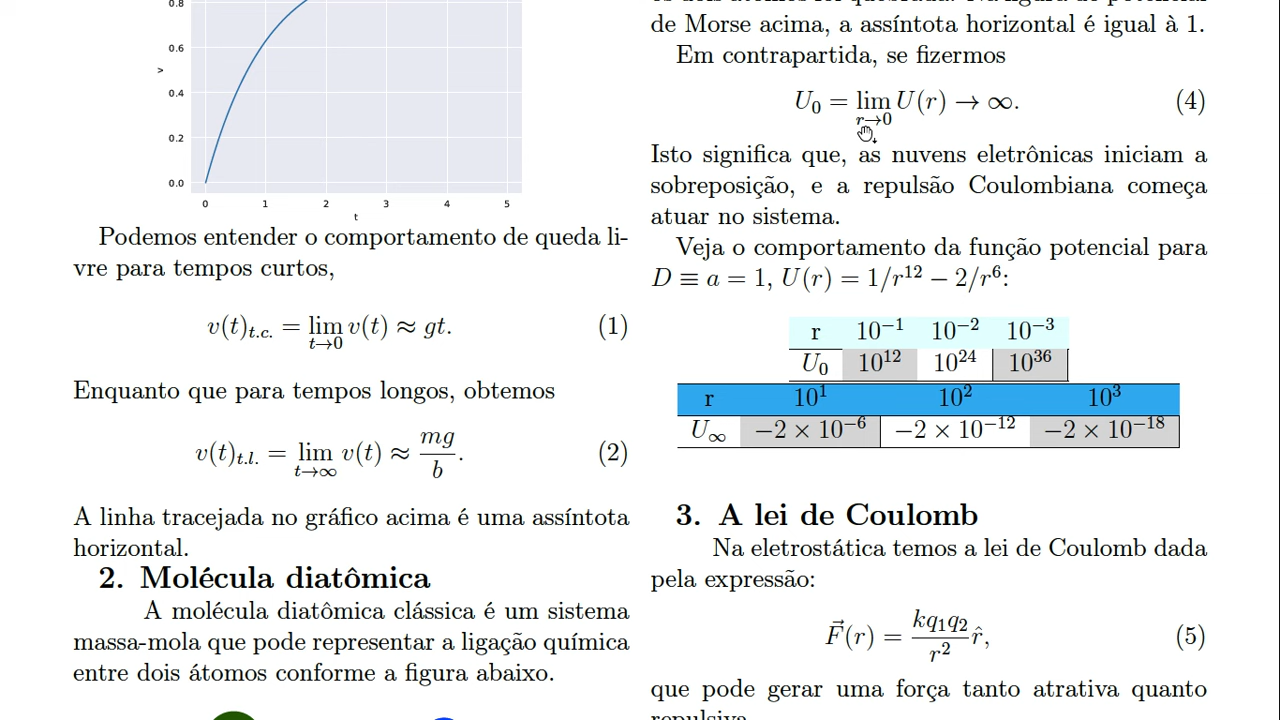 0.8
0.6
0.4
0.2
0.0
v
0 1 2 3 4 5
t
Podemos entender o comportamento de queda li-
vre para tempos curtos,
v(t)t.c. = lim t→0 v(t) ≈ gt. (1)
Enquanto que para tempos longos, obtemos
v(t)t.l. = lim t→∞ v(t) ≈ mg/b. (2)
A linha tracejada no gráfico acima é uma assíntota
horizontal.
2. Molécula diatômica
A molécula diatômica clássica é um sistema
massa-mola que pode representar a ligação química
entre dois átomos conforme a figura abaixo.
de Morse acima, a assíntota horizontal é igual à 1.
Em contrapartida, se fizermos
U₀ = lim r→0 U(r) → ∞. (4)
Isto significa que, as nuvens eletrônicas iniciam a
sobreposição, e a repulsão Coulombiana começa
atuar no sistema.
Veja o comportamento da função potencial para
D ≡ a = 1, U(r) = 1/r¹² − 2/r⁶:
r 10⁻¹ 10⁻² 10⁻³
U₀ 10¹² 10²⁴ 10³⁶
r 10¹ 10² 10³
U∞ −2 × 10⁻⁶ −2 × 10⁻¹² −2 × 10⁻¹⁸
3. A lei de Coulomb
Na eletrostática temos a lei de Coulomb dada
pela expressão:
F⃗(r) = kq₁q₂/r² r̂, (5)
que pode gerar uma força tanto atrativa quanto
repulsiva